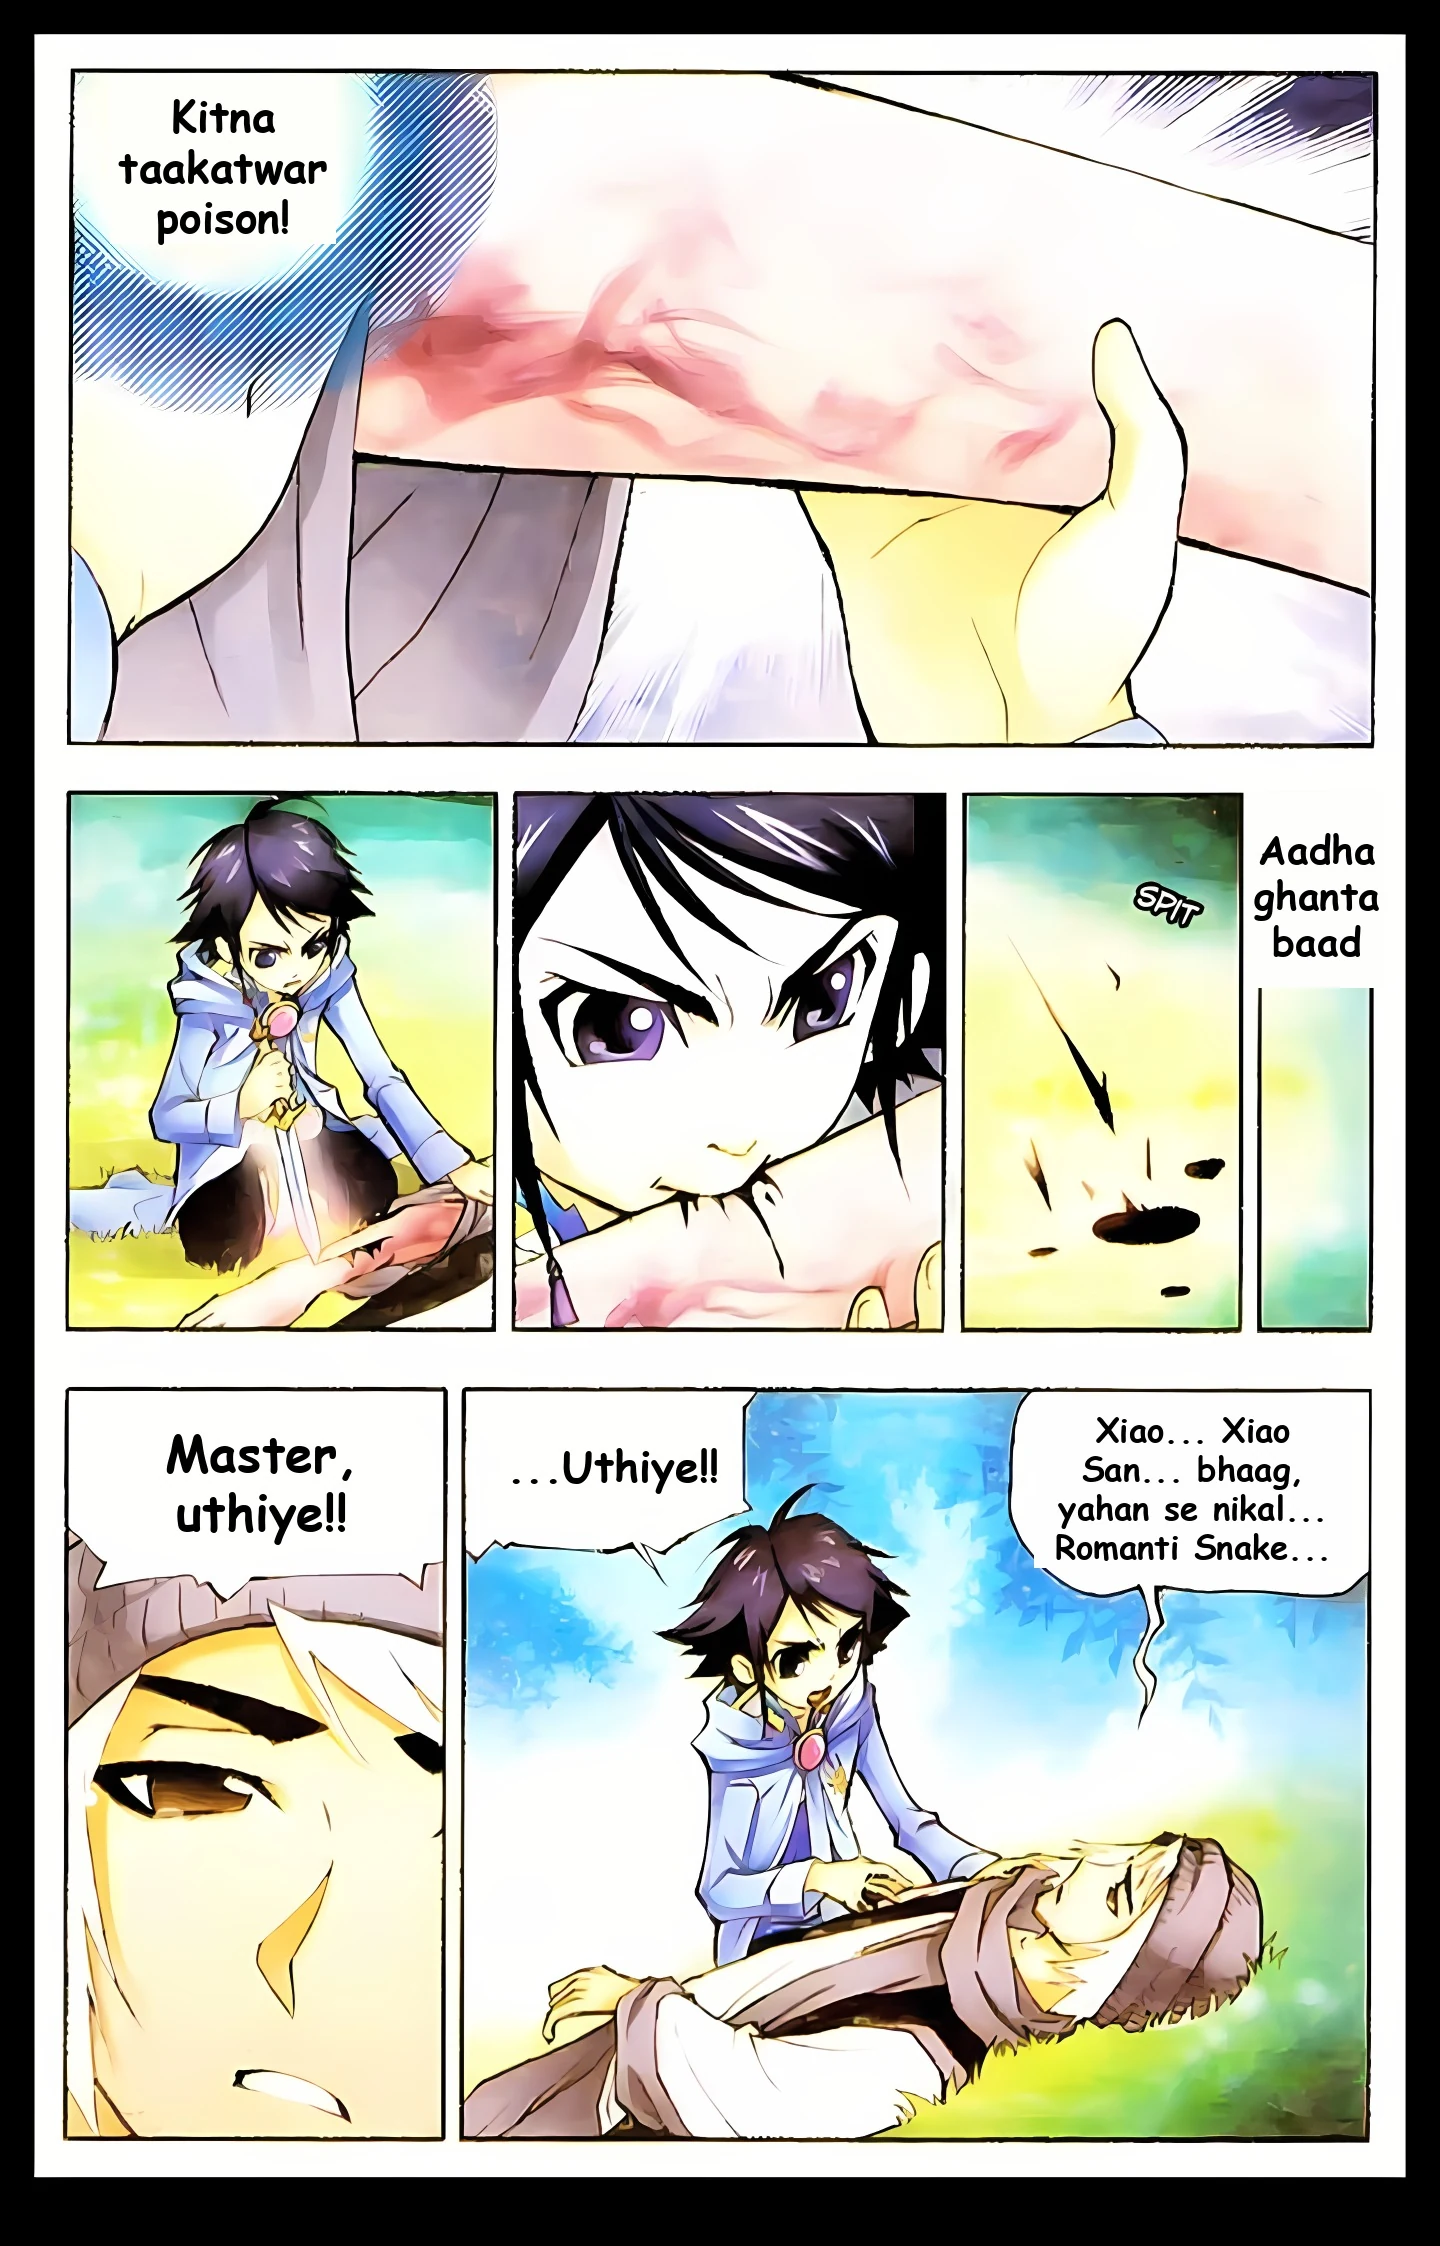 Kitna
taakatwar
poison!
SPIT
Aadha
ghanta
baad
Master,
uthiye!!
...Uthiye!!
Xiao... Xiao
San... bhaag,
yahan se nikal...
Romanti Snake...